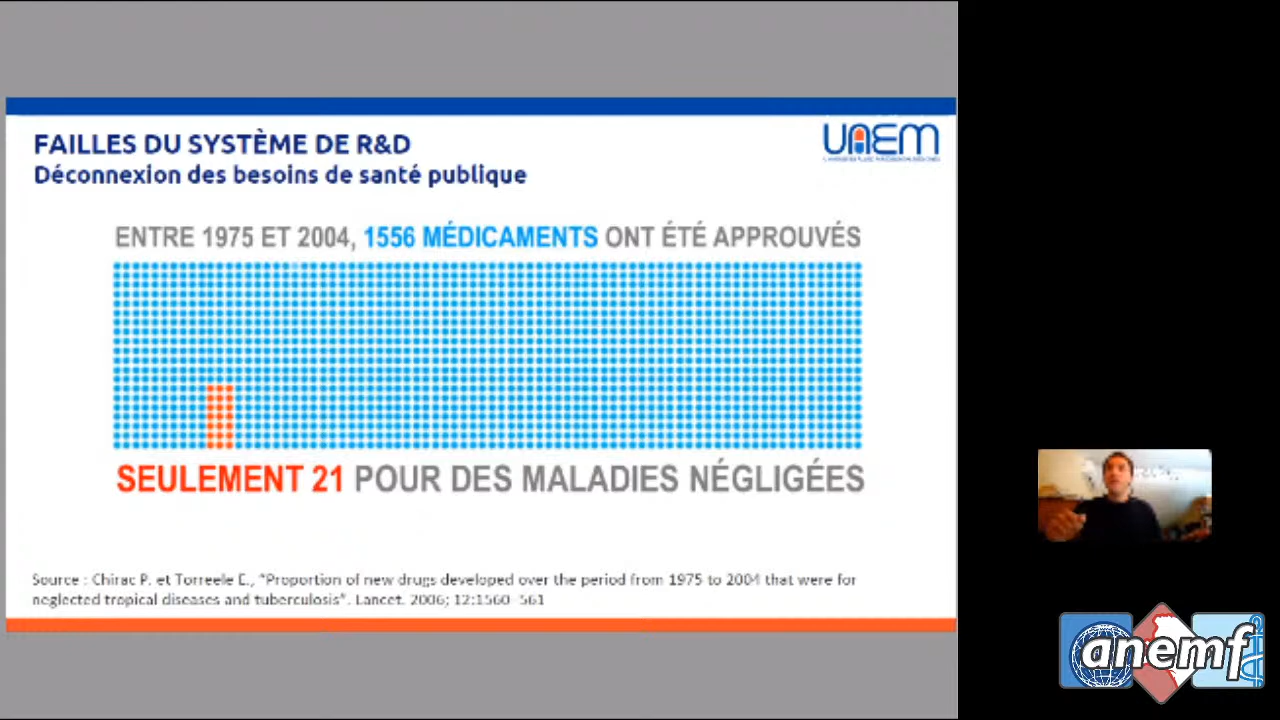 FAILLES DU SYSTÈME DE R&D
Déconnexion des besoins de santé publique
UAEM
ENTRE 1975 ET 2004, 1556 MÉDICAMENTS ONT ÉTÉ APPROUVÉS
SEULEMENT 21 POUR DES MALADIES NÉGLIGÉES
Source : Chirac P. et Torreele E., “Proportion of new drugs developed over the period from 1975 to 2004 that were for
neglected tropical diseases and tuberculosis”. Lancet. 2006; 12:1560–561
anemf